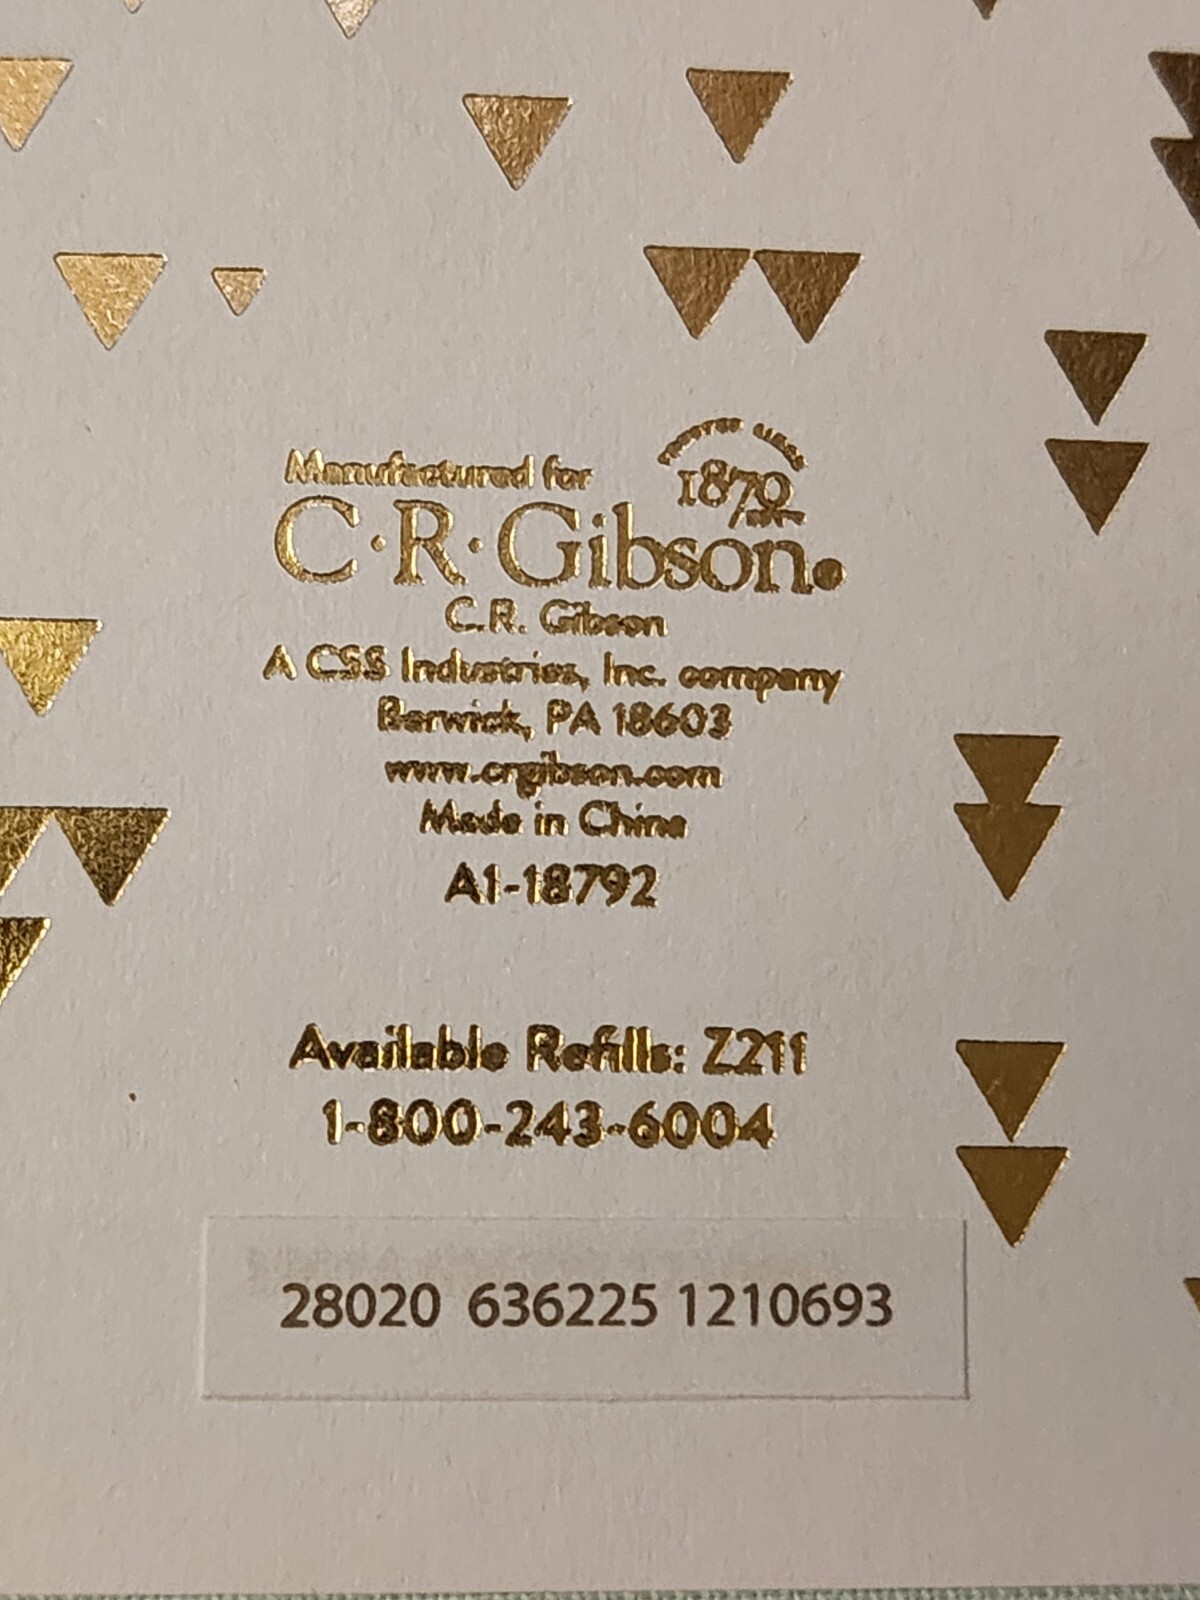 Manufactured for
1870
C·R·Gibson
C.R. Gibson
A CSS Industries, Inc. company
Berwick, PA 18603
www.crgibson.com
Made in China
A1-18792
Available Refills: Z211
1-800-243-6004
28020 636225 1210693